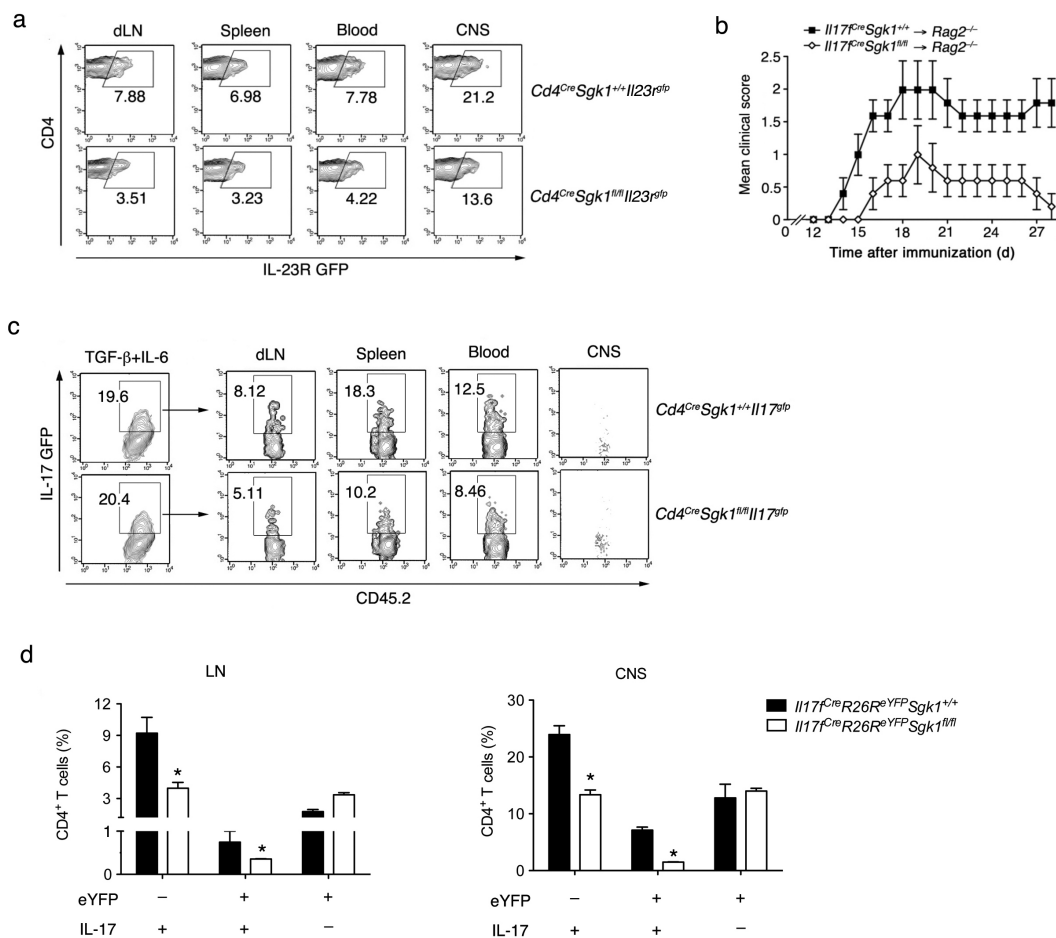 a
dLN Spleen Blood CNS
7.88 6.98 7.78 21.2
Cd4CreSgk1+/+Il23rgfp
3.51 3.23 4.22 13.6
Cd4CreSgk1fl/flIl23rgfp
CD4
IL-23R GFP
b
Il17fCreSgk1+/+ → Rag2–/–
Il17fCreSgk1fl/fl → Rag2–/–
2.5
2
1.5
1
0.5
0
Mean clinical score
0 12 15 18 21 24 27
Time after immunization (d)
c
TGF-β+IL-6 dLN Spleen Blood CNS
19.6 8.12 18.3 12.5
Cd4CreSgk1+/+Il17gfp
20.4 5.11 10.2 8.46
Cd4CreSgk1fl/flIl17gfp
IL-17 GFP
CD45.2
d
LN
12
9
6
3
1
0
CD4+ T cells (%)
*
*
eYFP – + +
IL-17 + + –
CNS
30
20
10
0
CD4+ T cells (%)
*
*
eYFP – + +
IL-17 + + –
Il17fCreR26ReYFPSgk1+/+
Il17fCreR26ReYFPSgk1fl/fl